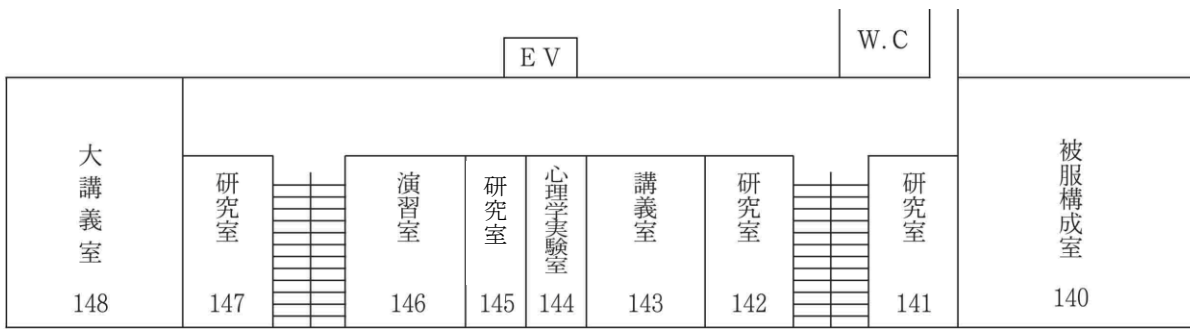 W.C
EV
大講義室
148
研究室
147
演習室
146
研究室
145
心理学実験室
144
講義室
143
研究室
142
研究室
141
被服構成室
140